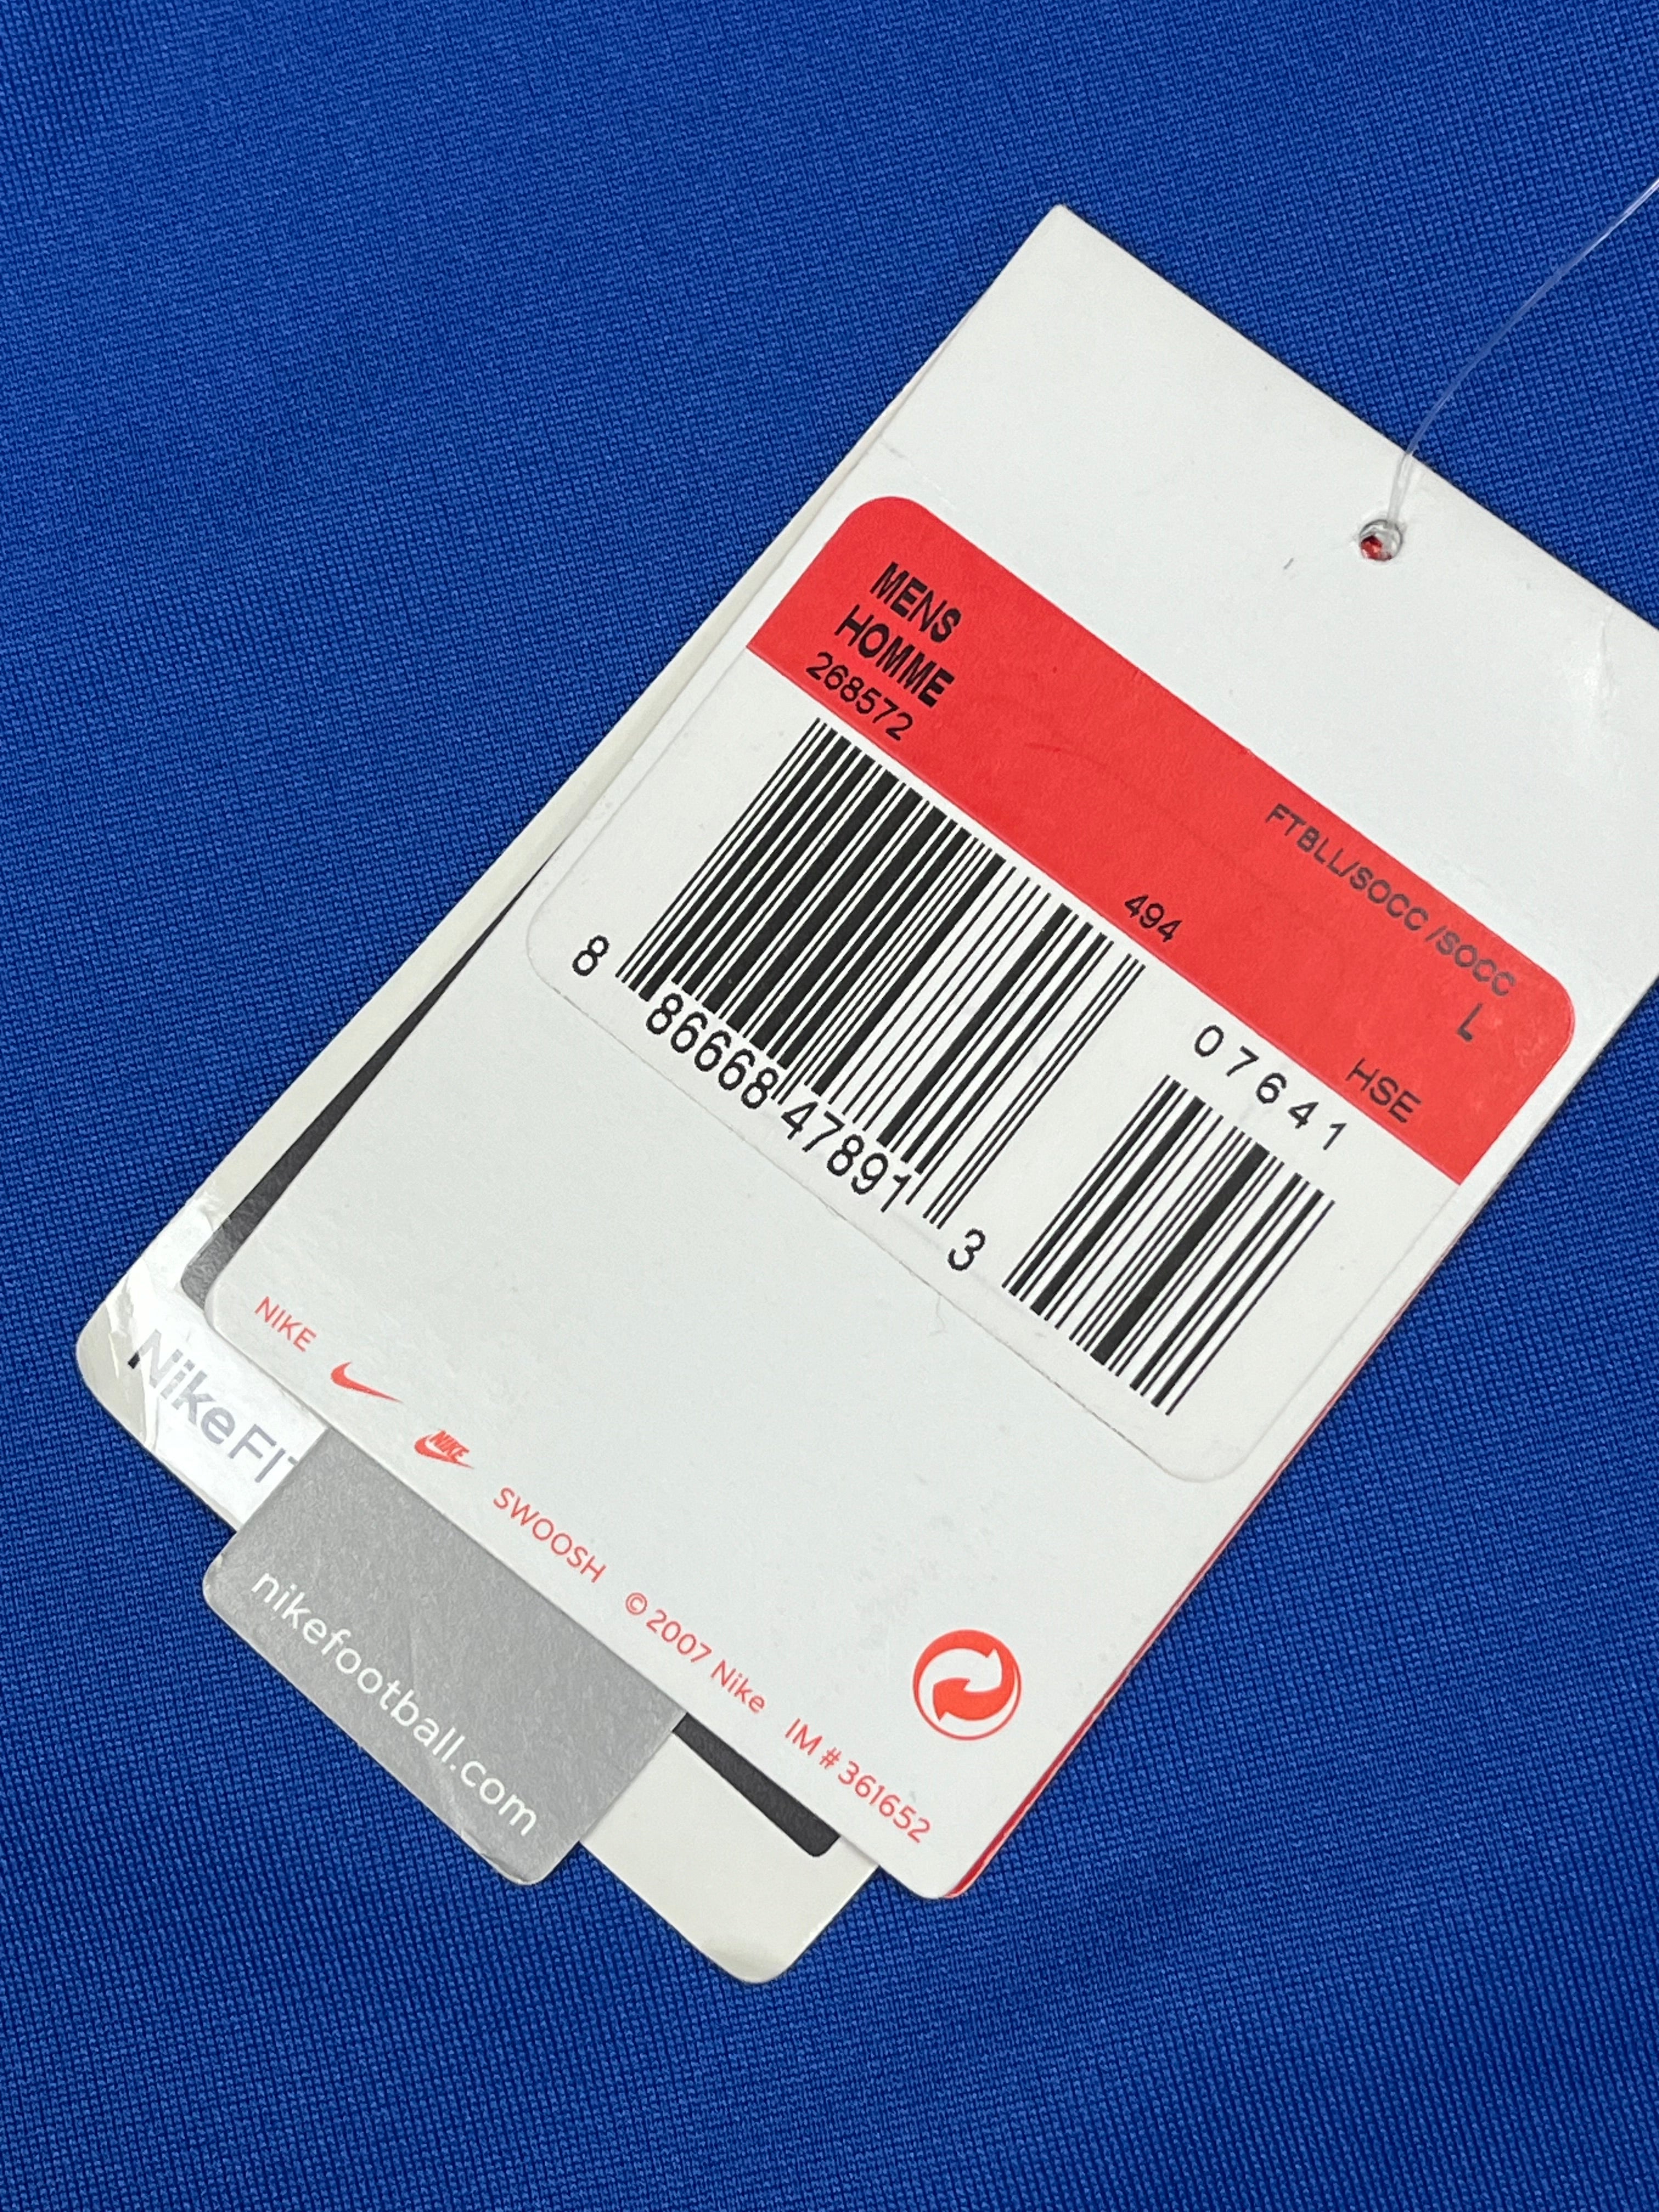 MENS
HOMME
268572
FTBLL/SOCC /SOCC
494
L
HSE
07641
8 86668 47891 3
NIKE
NIKE
SWOOSH © 2007 Nike IM # 361652
NikeFIT
nikefootball.com